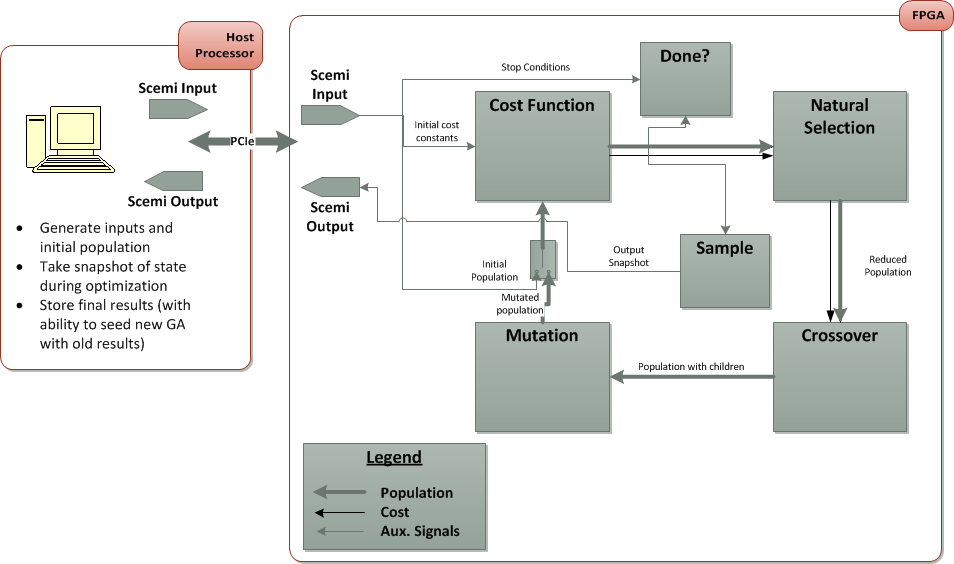 Host
Processor
Scemi Input
PCIe
Scemi Output
• Generate inputs and
initial population
• Take snapshot of state
during optimization
• Store final results (with
ability to seed new GA
with old results)
FPGA
Scemi
Input
Stop Conditions
Done?
Initial cost
constants
Cost Function
Natural
Selection
Scemi
Output
Initial
Population
Output
Snapshot
Sample
Reduced
Population
Mutated
population
Mutation
Population with children
Crossover
Legend
Population
Cost
Aux. Signals